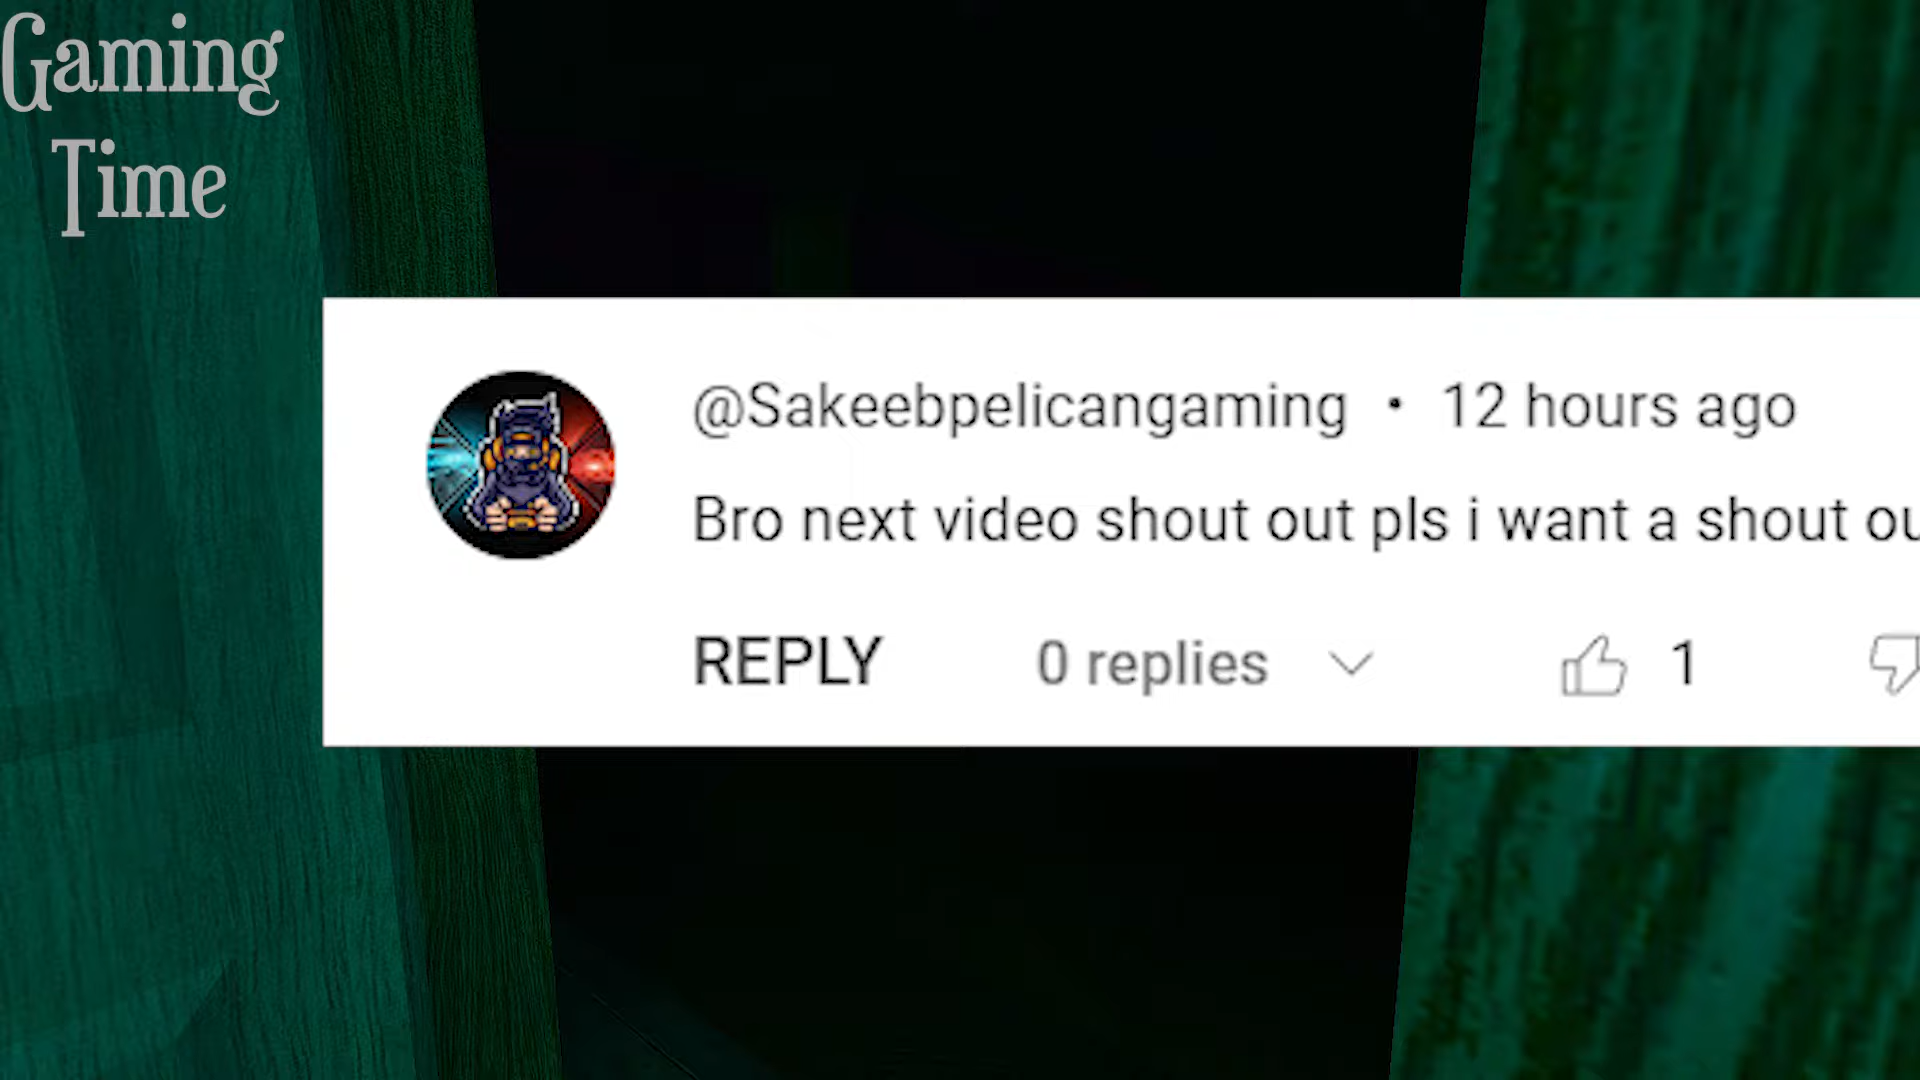 Gaming
Time
@Sakeebpelicangaming • 12 hours ago
Bro next video shout out pls i want a shout ou
REPLY 0 replies 1